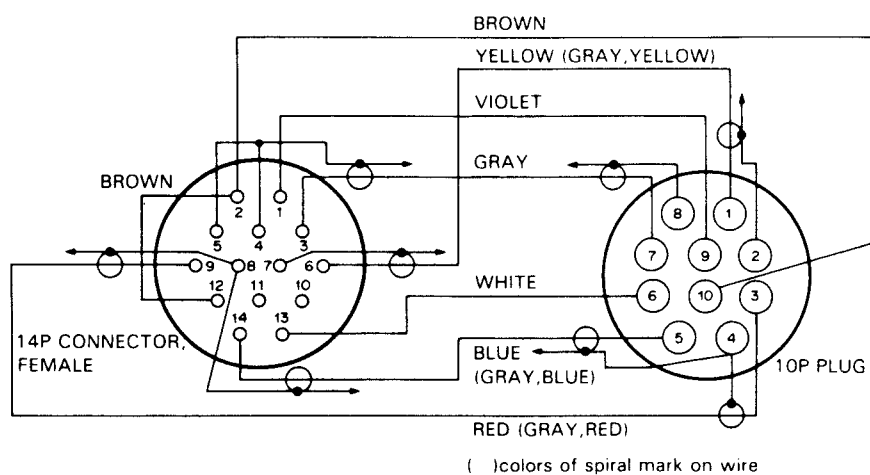 BROWN
YELLOW (GRAY,YELLOW)
VIOLET
GRAY
BROWN
2 1
5 4 3
9 8 7 6
12 11 10
14 13
14P CONNECTOR,
FEMALE
WHITE
BLUE
(GRAY,BLUE)
RED (GRAY,RED)
8 1
7 9 2
6 10 3
5 4
10P PLUG
( )colors of spiral mark on wire